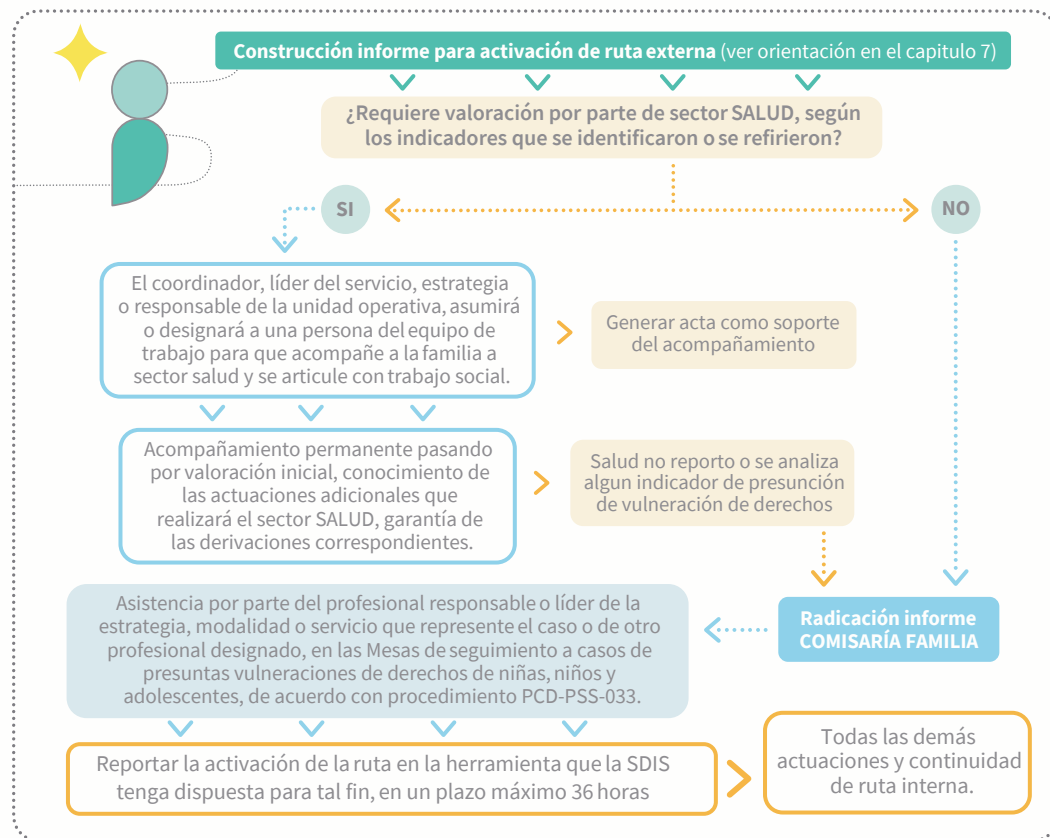 Construcción informe para activación de ruta externa (ver orientación en el capitulo 7)
¿Requiere valoración por parte de sector SALUD, según
los indicadores que se identificaron o se refirieron?
SI
NO
El coordinador, líder del servicio, estrategia
o responsable de la unidad operativa, asumirá
o designará a una persona del equipo de
trabajo para que acompañe a la familia a
sector salud y se articule con trabajo social.
Generar acta como soporte
del acompañamiento
Acompañamiento permanente pasando
por valoración inicial, conocimiento de
las actuaciones adicionales que
realizará el sector SALUD, garantía de
las derivaciones correspondientes.
Salud no reporto o se analiza
algun indicador de presunción
de vulneración de derechos
Radicación informe
COMISARÍA FAMILIA
Asistencia por parte del profesional responsable o líder de la
estrategia, modalidad o servicio que represente el caso o de otro
profesional designado, en las Mesas de seguimiento a casos de
presuntas vulneraciones de derechos de niñas, niños y
adolescentes, de acuerdo con procedimiento PCD-PSS-033.
Reportar la activación de la ruta en la herramienta que la SDIS
tenga dispuesta para tal fin, en un plazo máximo 36 horas
Todas las demás
actuaciones y continuidad
de ruta interna.